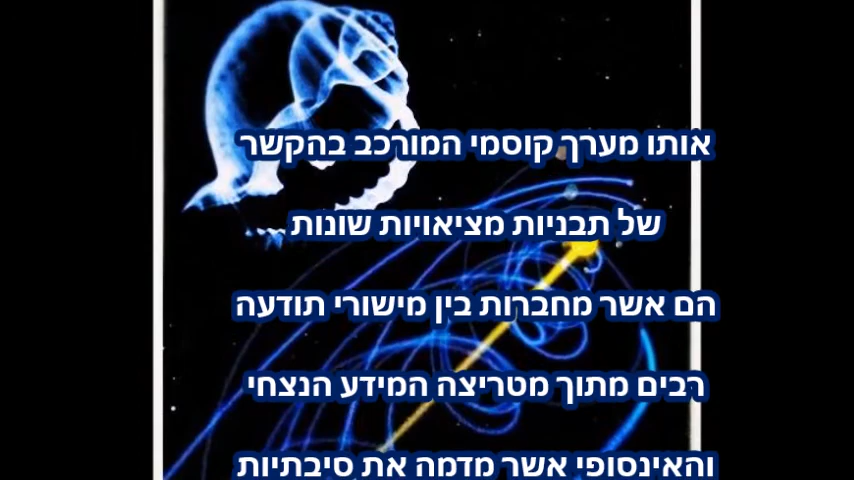 אותו מערך קוסמי המורכב בהקשר
של תבניות מציאויות שונות
הם אשר מחברות בין מישורי תודעה
רבים מתוך מטריצה המידע הנצחי
והאינסופי אשר מדמה את סיבתיות